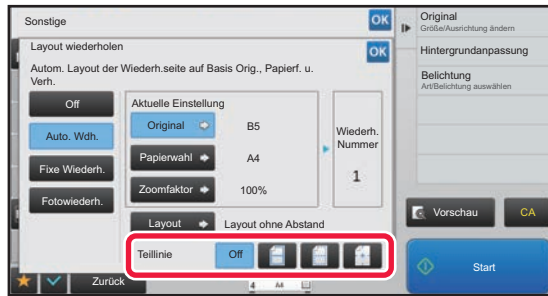 Sonstige
OK
Layout wiederholen
OK
Autom. Layout der Wiederh.seite auf Basis Orig., Papierf. u.
Verh.
Off
Auto. Wdh.
Fixe Wiederh.
Fotowiederh.
Aktuelle Einstellung
Original
B5
Papierwahl
A4
Zoomfaktor
100%
Wiederh.
Nummer
1
Layout
Layout ohne Abstand
Teillinie
Off
Zurück
4
A4
Original
Größe/Ausrichtung ändern
Hintergrundanpassung
Belichtung
Art/Belichtung auswählen
Vorschau
CA
Start